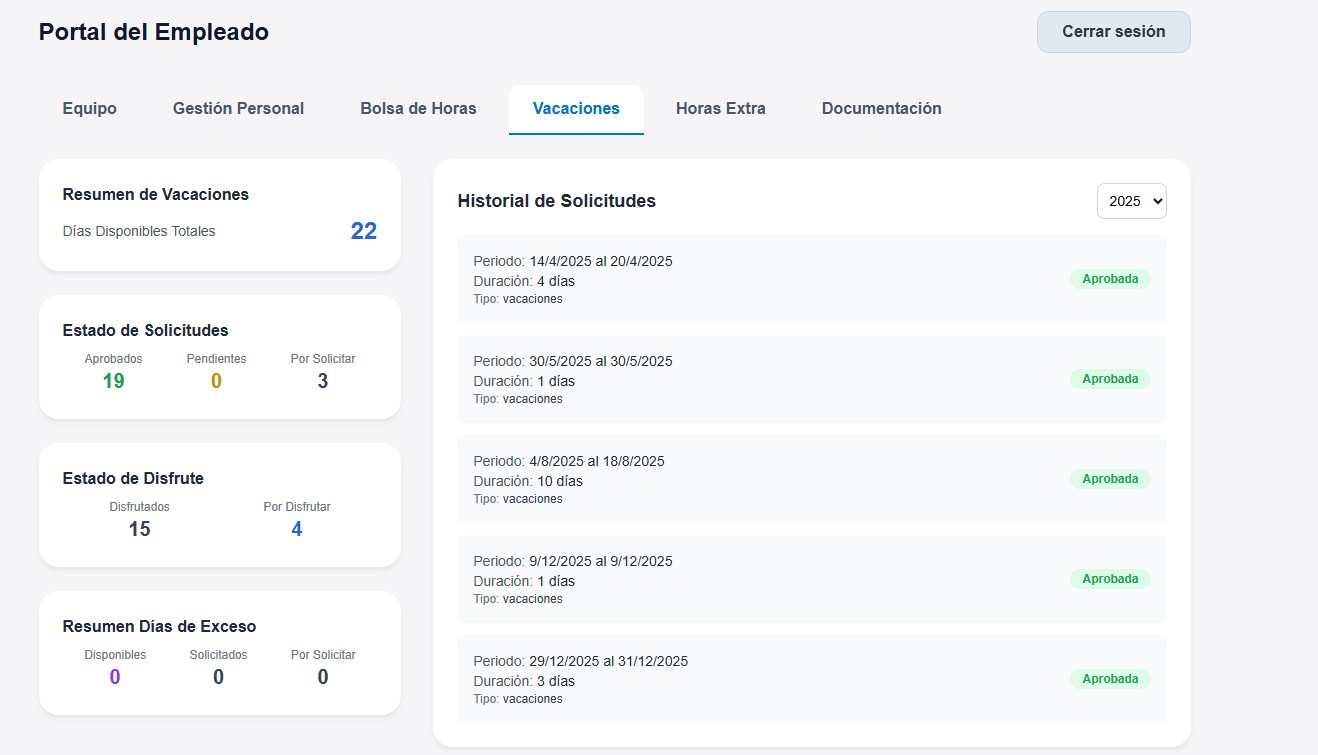 Portal del Empleado
Cerrar sesión
Equipo Gestión Personal Bolsa de Horas Vacaciones Horas Extra Documentación
Resumen de Vacaciones
Días Disponibles Totales 22
Estado de Solicitudes
Aprobados Pendientes Por Solicitar
19 0 3
Estado de Disfrute
Disfrutados Por Disfrutar
15 4
Resumen Días de Exceso
Disponibles Solicitados Por Solicitar
0 0 0
Historial de Solicitudes 2025
Periodo: 14/4/2025 al 20/4/2025
Duración: 4 días
Tipo: vacaciones
Aprobada
Periodo: 30/5/2025 al 30/5/2025
Duración: 1 días
Tipo: vacaciones
Aprobada
Periodo: 4/8/2025 al 18/8/2025
Duración: 10 días
Tipo: vacaciones
Aprobada
Periodo: 9/12/2025 al 9/12/2025
Duración: 1 días
Tipo: vacaciones
Aprobada
Periodo: 29/12/2025 al 31/12/2025
Duración: 3 días
Tipo: vacaciones
Aprobada